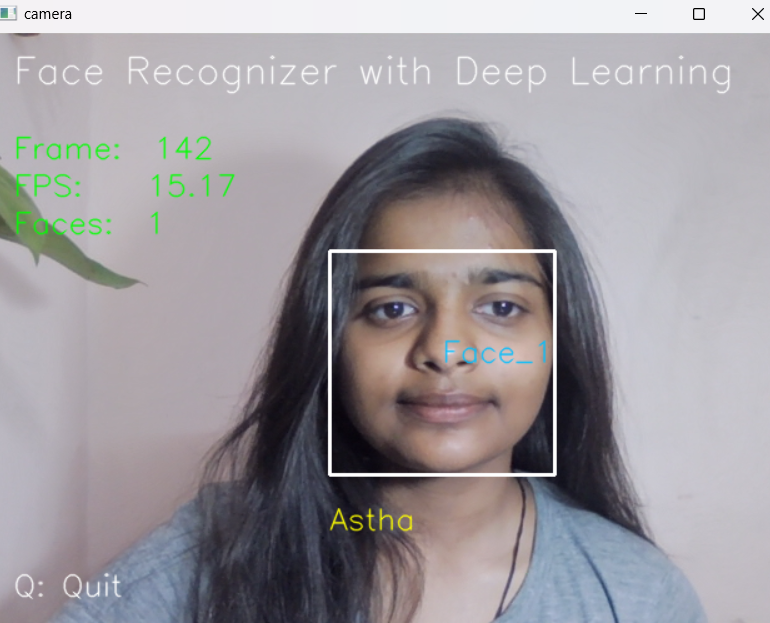 camera
Face Recognizer with Deep Learning
Frame: 142
FPS: 15.17
Faces: 1
Face_1
Astha
Q: Quit